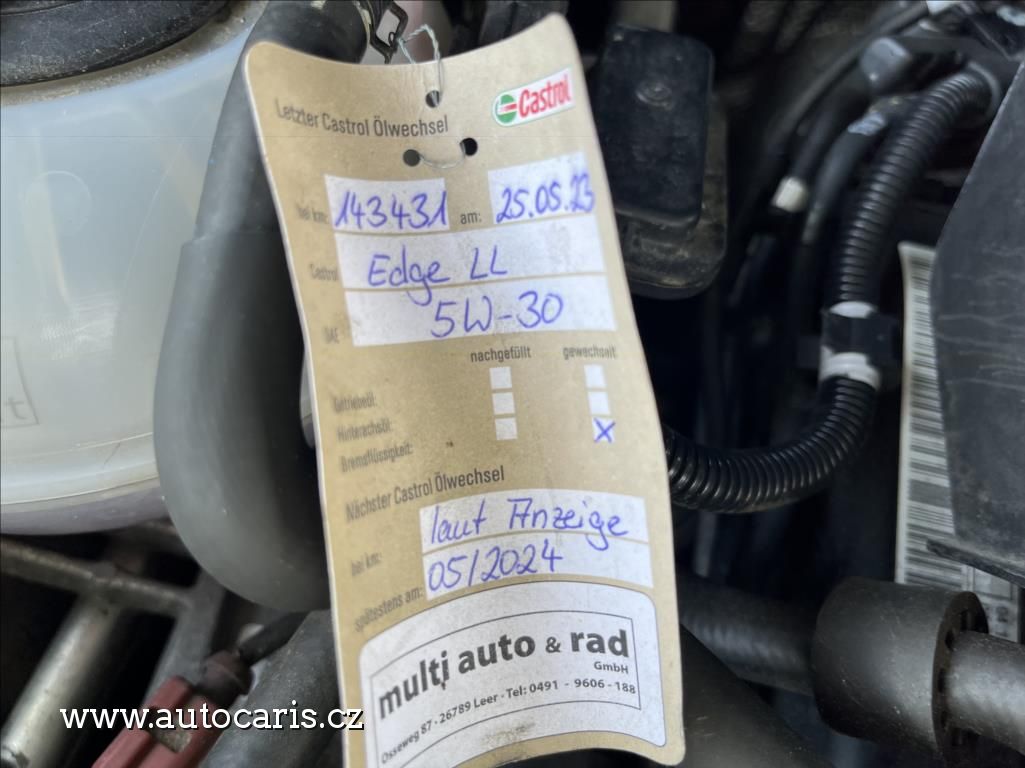 Letzter Castrol Ölwechsel
Castrol
bei km: 143431 am: 25.05.23
Castrol Edge LL
SAE 5W-30
nachgefüllt gewechselt
Getriebeöl:
Hinterachsöl:
Bremsflüssigkeit: X
Nächster Castrol Ölwechsel
bei km: laut Anzeige
spätestens am: 05/2024
multi auto & rad
GmbH
Osseweg 87 · 26789 Leer · Tel: 0491 - 9606 - 188
www.autocaris.cz